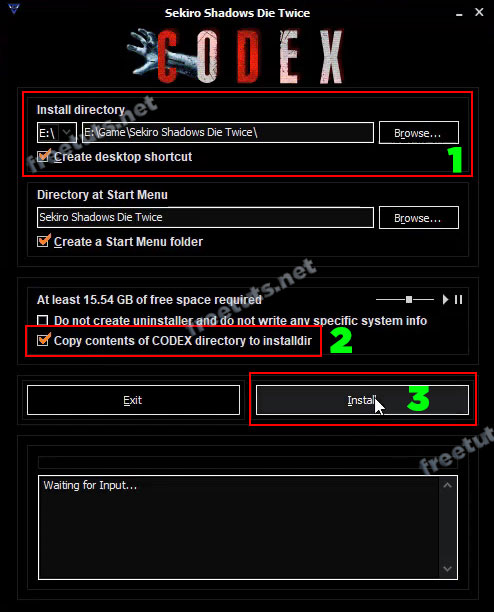 Sekiro Shadows Die Twice
CODEX
Install directory
E:\ E:\Game\Sekiro Shadows Die Twice\ Browse...
Create desktop shortcut
1
freetuts.net
Directory at Start Menu
Sekiro Shadows Die Twice Browse...
Create a Start Menu folder
freetuts.net
At least 15.54 GB of free space required
Do not create uninstaller and do not write any specific system info
Copy contents of CODEX directory to installdir 2
Exit Install 3
freetut
Waiting for Input...